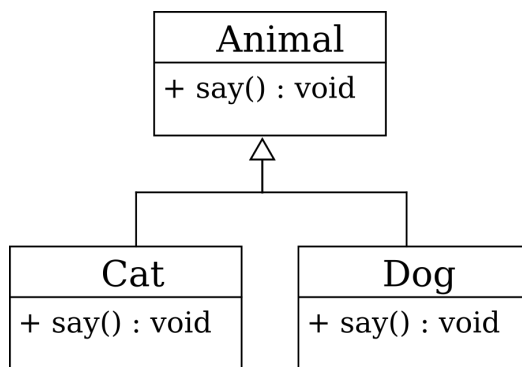 Animal
+ say() : void
Cat
+ say() : void
Dog
+ say() : void